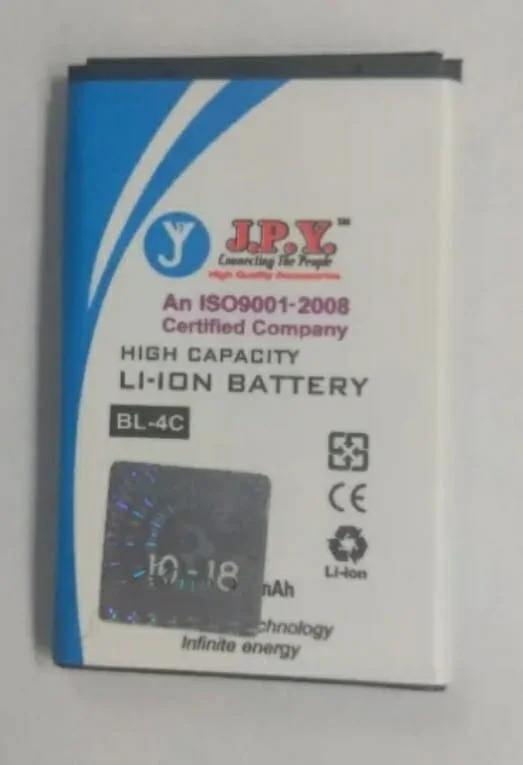 J.P.Y.™
Connecting The People
High Quality Accessories
An ISO9001-2008
Certified Company
HIGH CAPACITY
LI-ION BATTERY
BL-4C
CE
10-18
Li-ion
mAh
Infinite energy